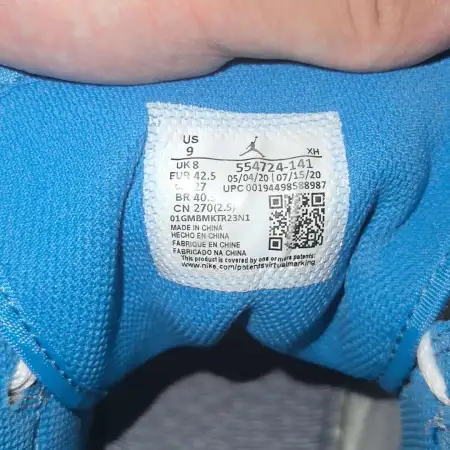 US
9
XH
UK 8
554724-141
EUR 42.5
05/04/20 07/15/20
27
UPC 00194498588987
BR 40.5
CN 270(2.5)
01GMBMKTR23N1
MADE IN CHINA
HECHO EN CHINA
FABRIQUE EN CHINE
FABRICADO NA CHINA
This product is covered by one or more patents:
www.nike.com/patentsvirtualmarking